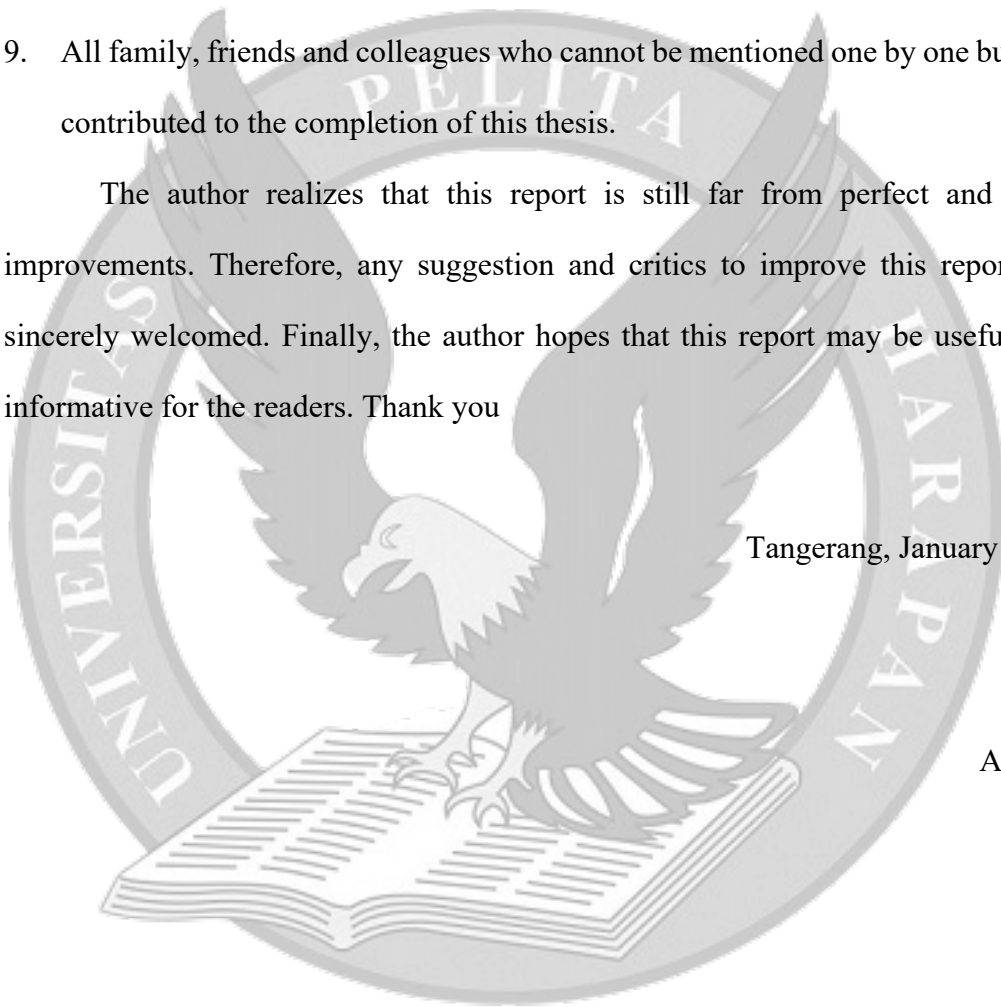 9. All family, friends and colleagues who cannot be mentioned one by one bu
contributed to the completion of this thesis.
The author realizes that this report is still far from perfect and
improvements. Therefore, any suggestion and critics to improve this repor
sincerely welcomed. Finally, the author hopes that this report may be usefu
informative for the readers. Thank you
Tangerang, January
A
UNIVERSITAS PELITA HARAPAN